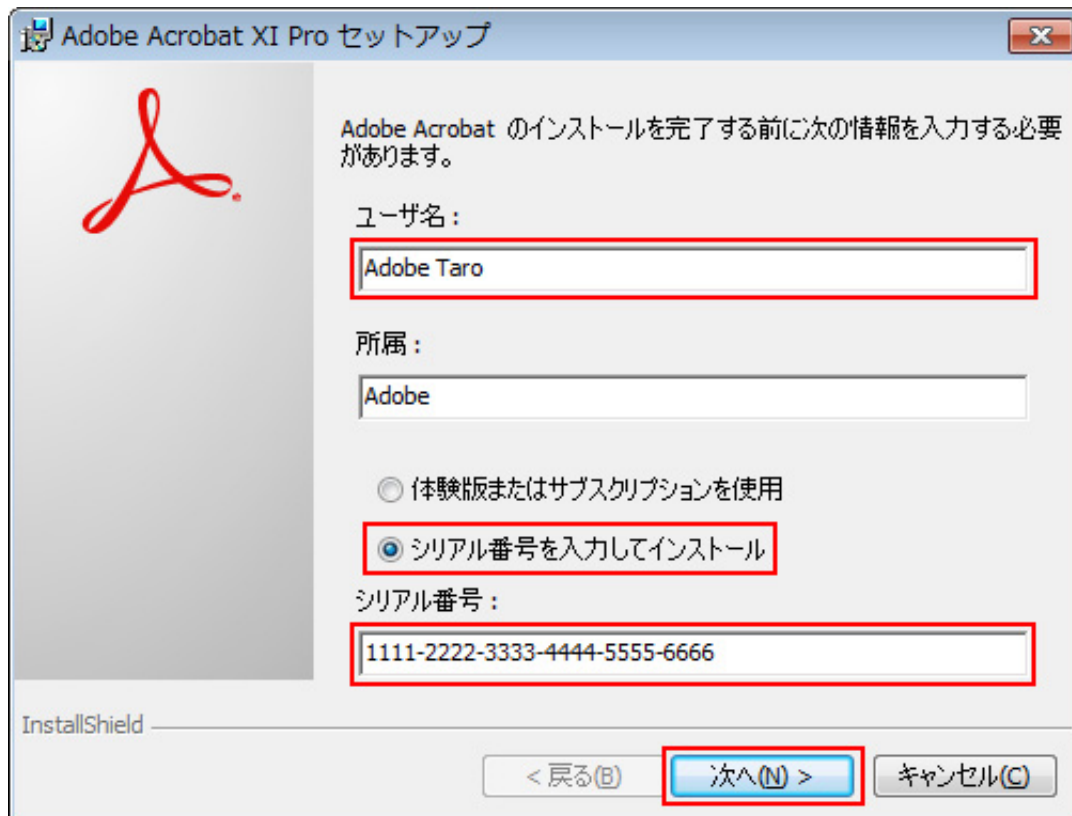 Adobe Acrobat XI Pro セットアップ
Adobe Acrobat のインストールを完了する前に次の情報を入力する必要
があります。
ユーザ名 :
Adobe Taro
所属 :
Adobe
体験版またはサブスクリプションを使用
シリアル番号を入力してインストール
シリアル番号 :
1111-2222-3333-4444-5555-6666
InstallShield
< 戻る(B)
次へ(N) >
キャンセル(C)